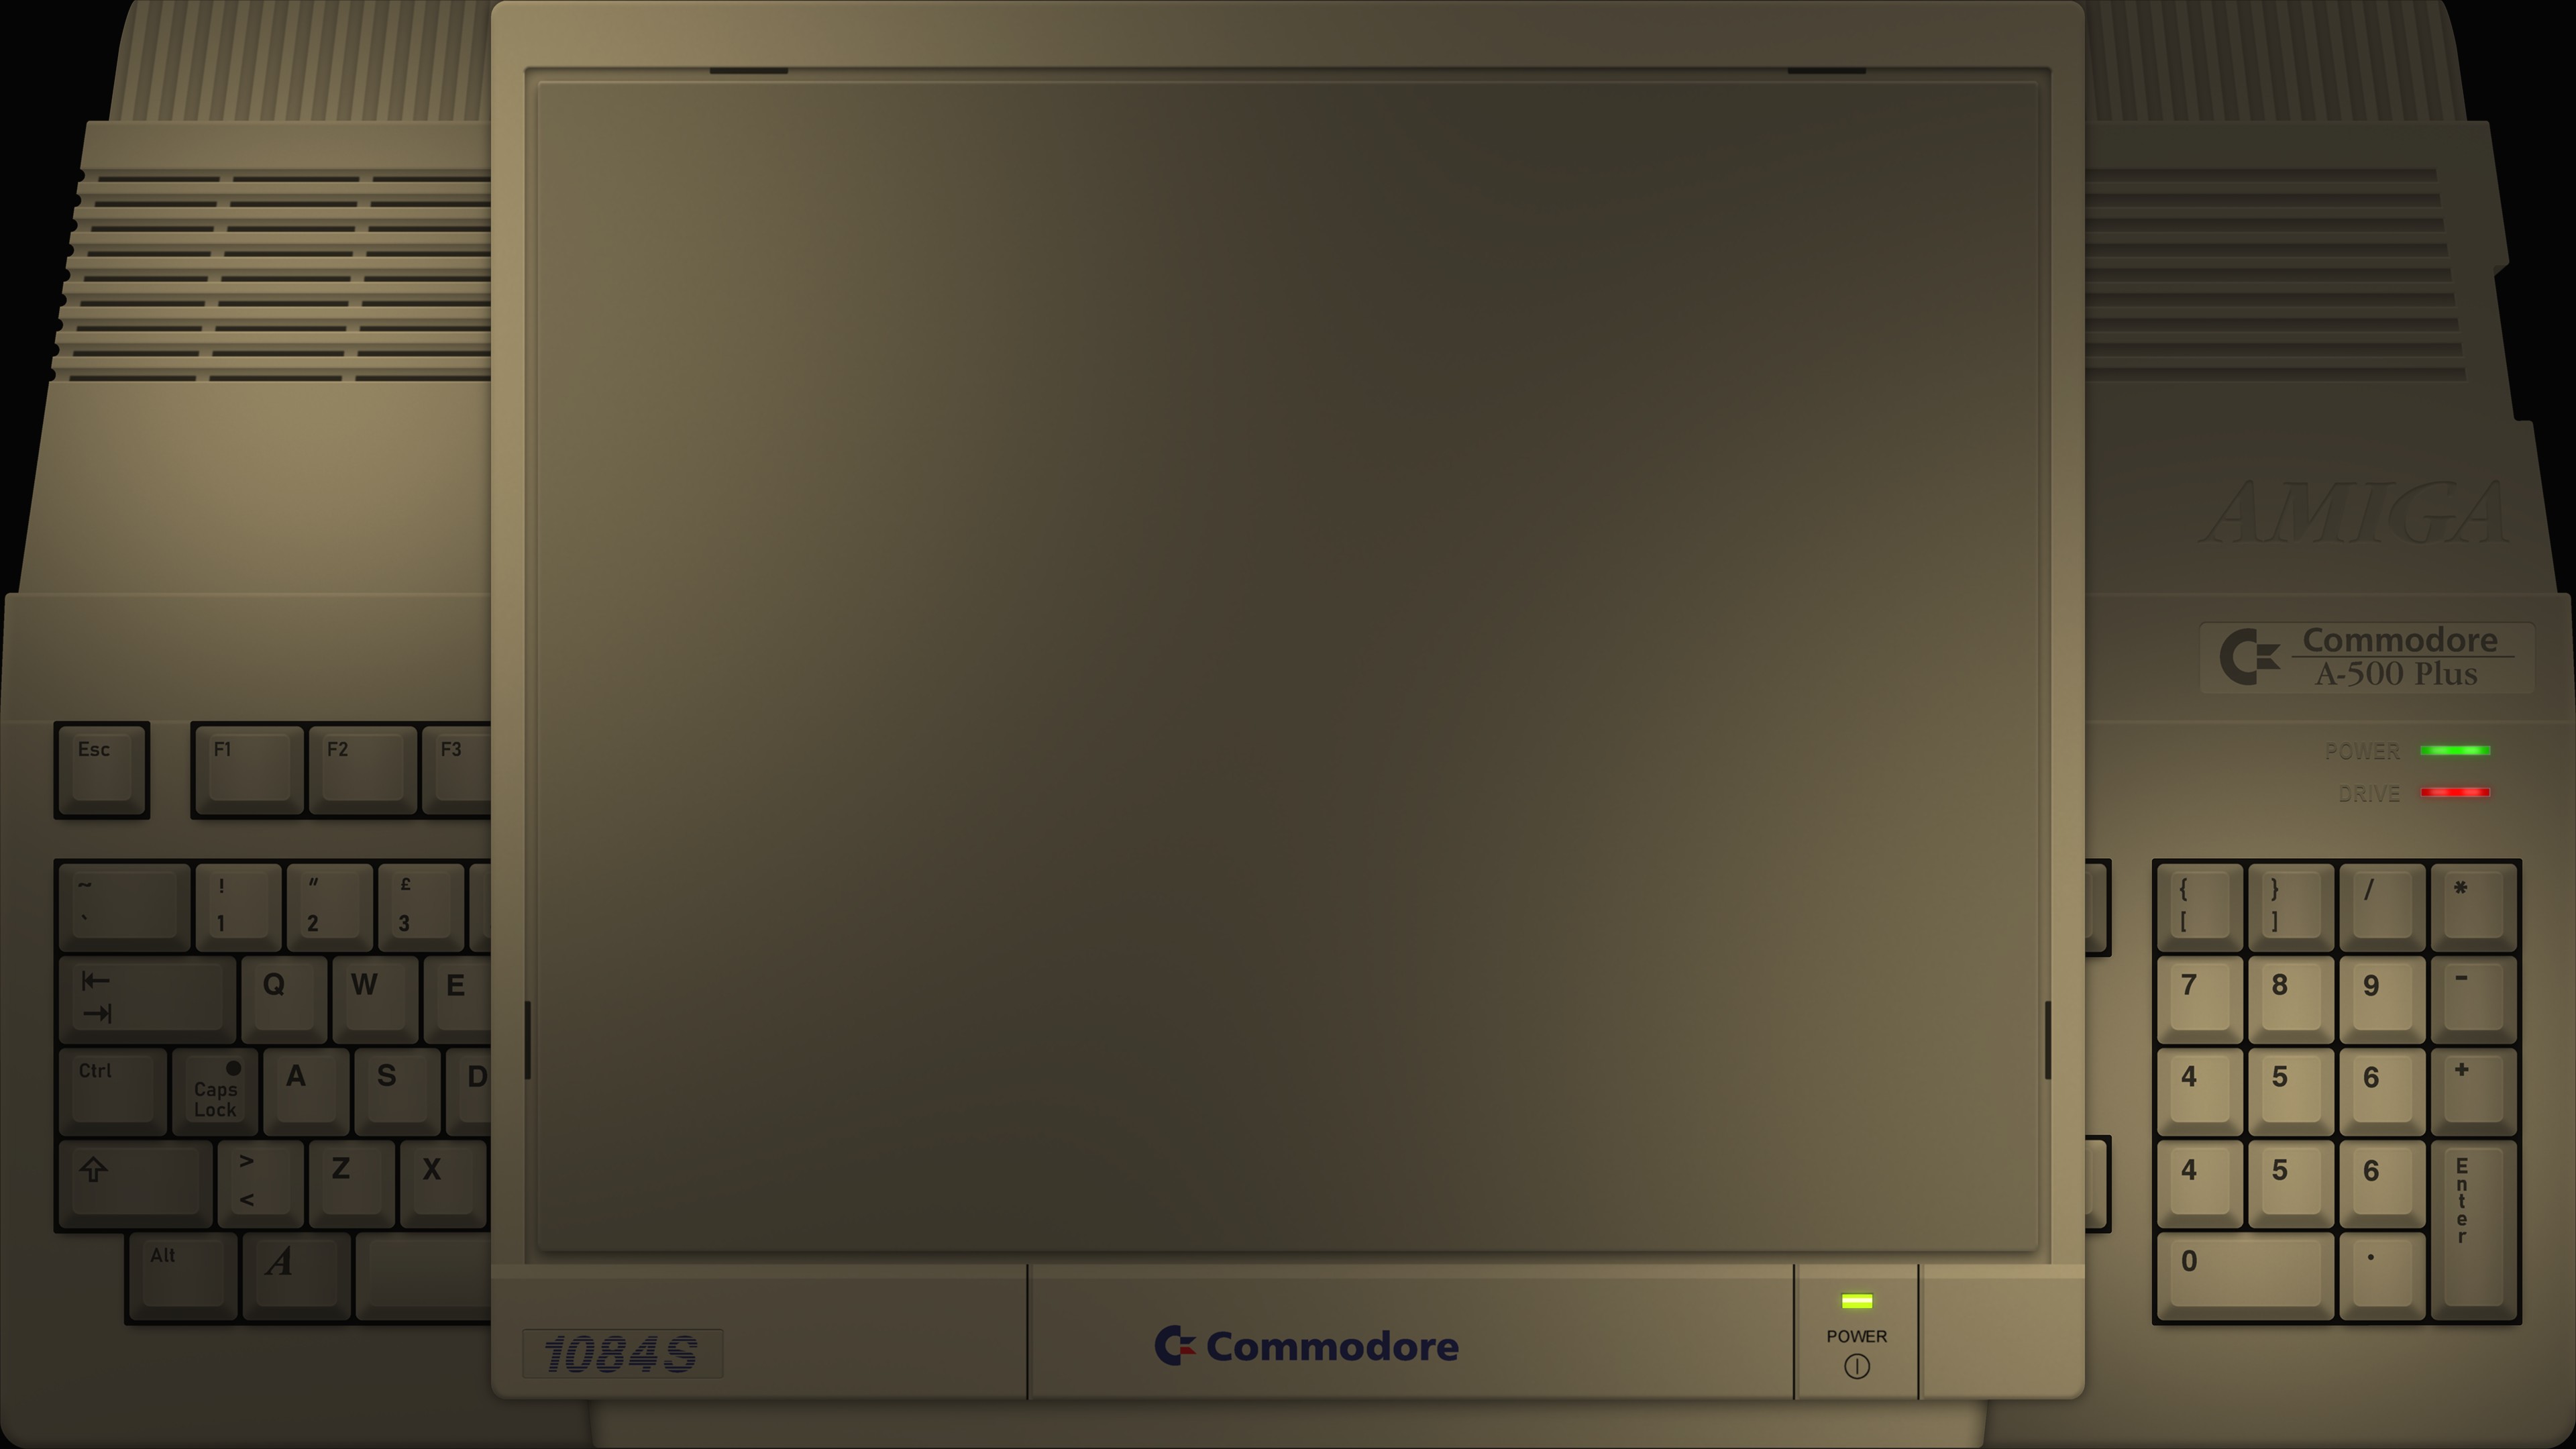 AMIGA
Commodore
A-500 Plus
POWER
DRIVE
Esc F1 F2 F3
~ ! " £
` 1 2 3
Q W E
Ctrl Caps Lock A S D
> Z X
<
Alt A
{ } / *
[ ]
7 8 9 -
4 5 6 +
4 5 6 Enter
0 .
1084S
Commodore
POWER